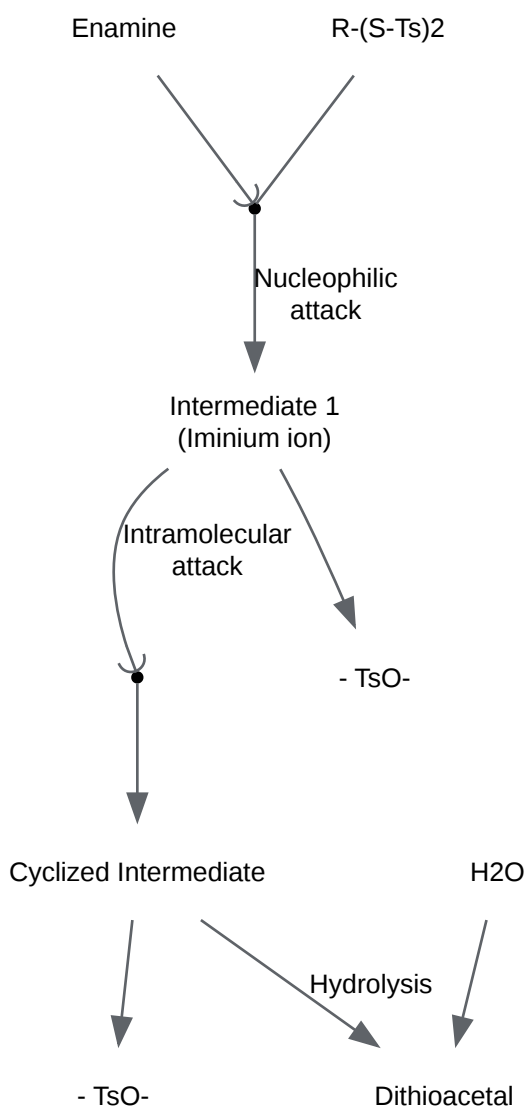 Enamine
R-(S-Ts)2
Nucleophilic
attack
Intermediate 1
(Iminium ion)
Intramolecular
attack
- TsO-
Cyclized Intermediate
H2O
Hydrolysis
- TsO-
Dithioacetal